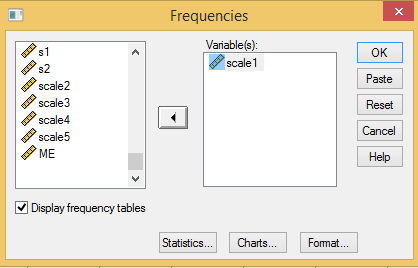 Frequencies
Variable(s):
s1
s2
scale2
scale3
scale4
scale5
ME
scale1
OK
Paste
Reset
Cancel
Help
Display frequency tables
Statistics...
Charts...
Format...